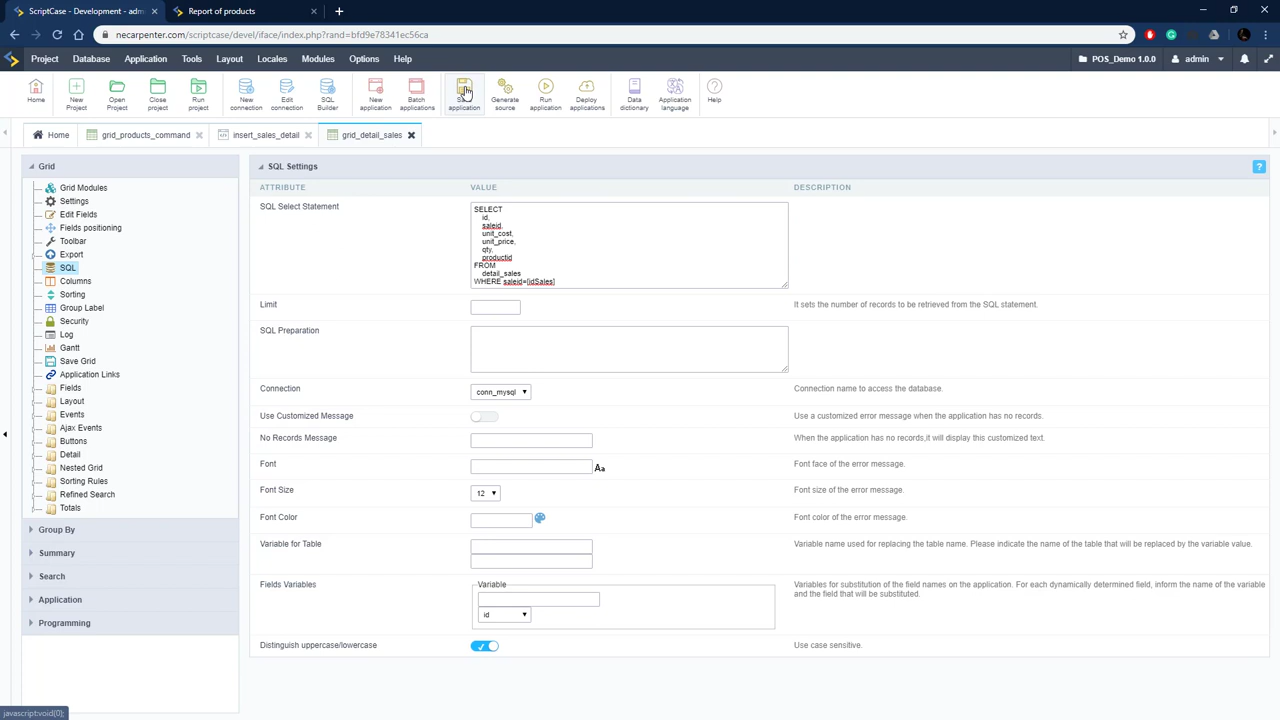 ScriptCase - Development - adm
Report of products
necarpenter.com/scriptcase/devel/iface/index.php?rand=bfd9e78341ec56ca
Project
Database
Application
Tools
Layout
Locales
Modules
Options
Help
POS_Demo 1.0.0
admin
Home
New
Project
Open
Project
Close
project
Run
project
New
connection
Edit
connection
SQL
Builder
New
application
Batch
applications
application
Generate
source
Run
application
Deploy
applications
Data
dictionary
Application
language
Help
Home
grid_products_command
insert_sales_detail
grid_detail_sales
Grid
Grid Modules
Settings
Edit Fields
Fields positioning
Toolbar
Export
SQL
Columns
Sorting
Group Label
Security
Log
Gantt
Save Grid
Application Links
Fields
Layout
Events
Ajax Events
Buttons
Detail
Nested Grid
Sorting Rules
Refined Search
Totals
Group By
Summary
Search
Application
Programming
SQL Settings
?
ATTRIBUTE VALUE DESCRIPTION
SQL Select Statement
SELECT
id,
saleid,
unit_cost,
unit_price,
qty,
productid
FROM
detail_sales
WHERE saleid=[idSales]
Limit
It sets the number of records to be retrieved from the SQL statement.
SQL Preparation
Connection
conn_mysql
Connection name to access the database.
Use Customized Message
Use a customized error message when the application has no records.
No Records Message
When the application has no records,it will display this customized text.
Font
Aa
Font face of the error message.
Font Size
12
Font size of the error message.
Font Color
Font color of the error message.
Variable for Table
Variable name used for replacing the table name. Please indicate the name of the table that will be replaced by the variable value.
Fields Variables
Variable
id
Variables for substitution of the field names on the application. For each dynamically determined field, inform the name of the variable
and the field that will be substituted.
Distinguish uppercase/lowercase
Use case sensitive.
javascript:void(0);